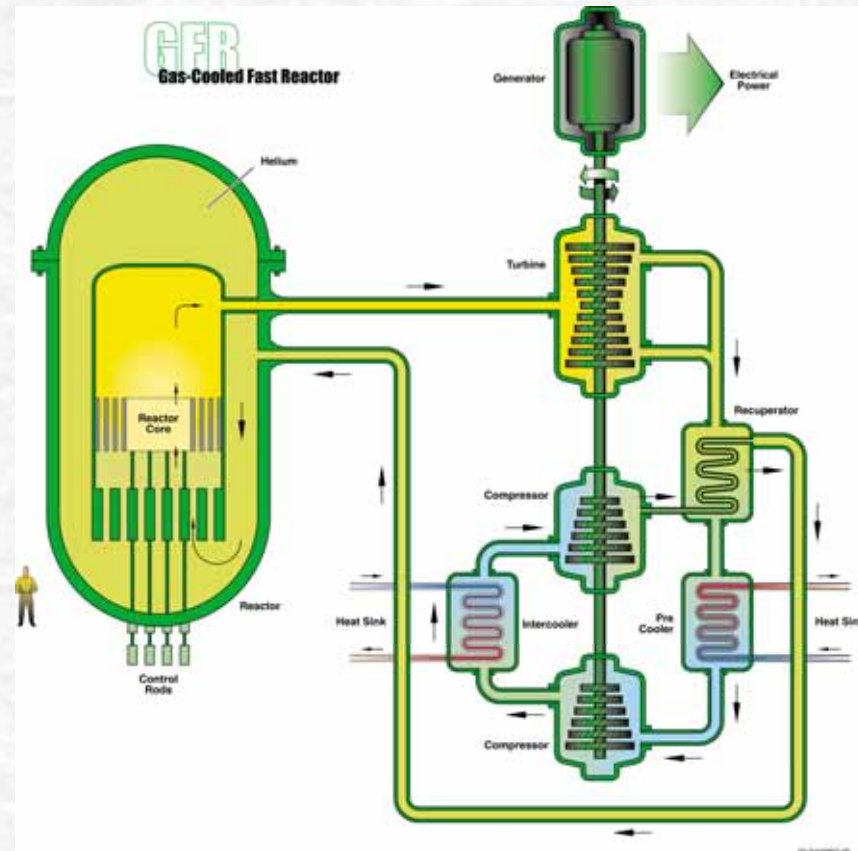 GFR
Gas-Cooled Fast Reactor
Generator
Electrical
Power
Helium
Turbine
Reactor
Core
Recuperator
Compressor
Reactor
Heat Sink
Intercooler
Pre
Cooler
Heat Sin
Control
Rods
Compressor